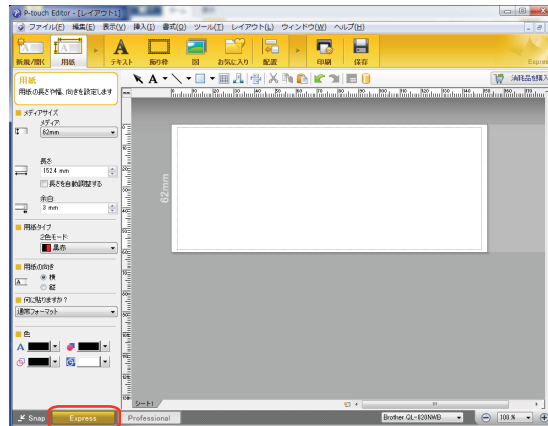 P-touch Editor - [レイアウト1]
ファイル(F) 編集(E) 表示(V) 挿入(I) 書式(O) ツール(T) レイアウト(L) ウィンドウ(W) ヘルプ(H)
新規/開く 用紙 テキスト 飾り枠 図 お気に入り 配置 印刷 保存
Express
用紙
用紙の長さや幅、向きを設定します
消耗品を購入
メディアサイズ
メディア:
62mm
長さ:
152.4 mm
長さを自動調整する
余白:
3 mm
62mm
用紙タイプ
2色モード:
黒赤
用紙の向き
横
縦
何に貼りますか?
通常フォーマット
色
シート1
Snap Express Professional
Brother QL-820NWB
100 %